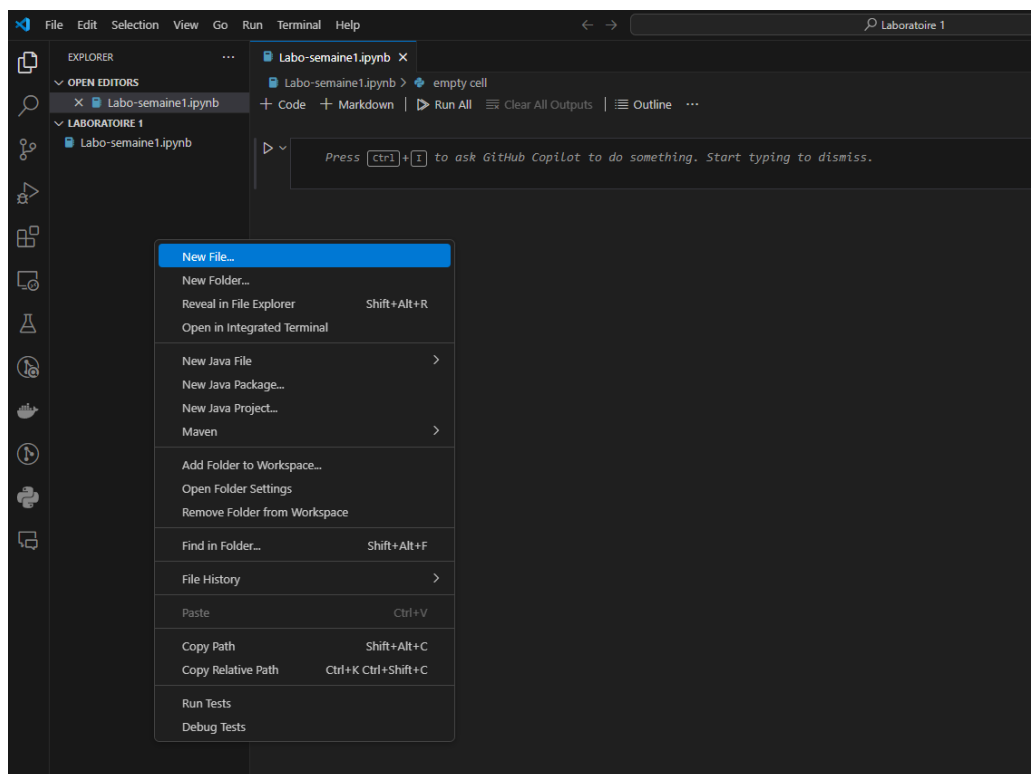 File Edit Selection View Go Run Terminal Help Laboratoire 1
EXPLORER
OPEN EDITORS
Labo-semaine1.ipynb
LABORATOIRE 1
Labo-semaine1.ipynb
Labo-semaine1.ipynb
Labo-semaine1.ipynb > empty cell
+ Code + Markdown | Run All Clear All Outputs | Outline ...
Press Ctrl+I to ask GitHub Copilot to do something. Start typing to dismiss.
New File...
New Folder...
Reveal in File Explorer Shift+Alt+R
Open in Integrated Terminal
New Java File
New Java Package...
New Java Project...
Maven
Add Folder to Workspace...
Open Folder Settings
Remove Folder from Workspace
Find in Folder... Shift+Alt+F
File History
Paste Ctrl+V
Copy Path Shift+Alt+C
Copy Relative Path Ctrl+K Ctrl+Shift+C
Run Tests
Debug Tests